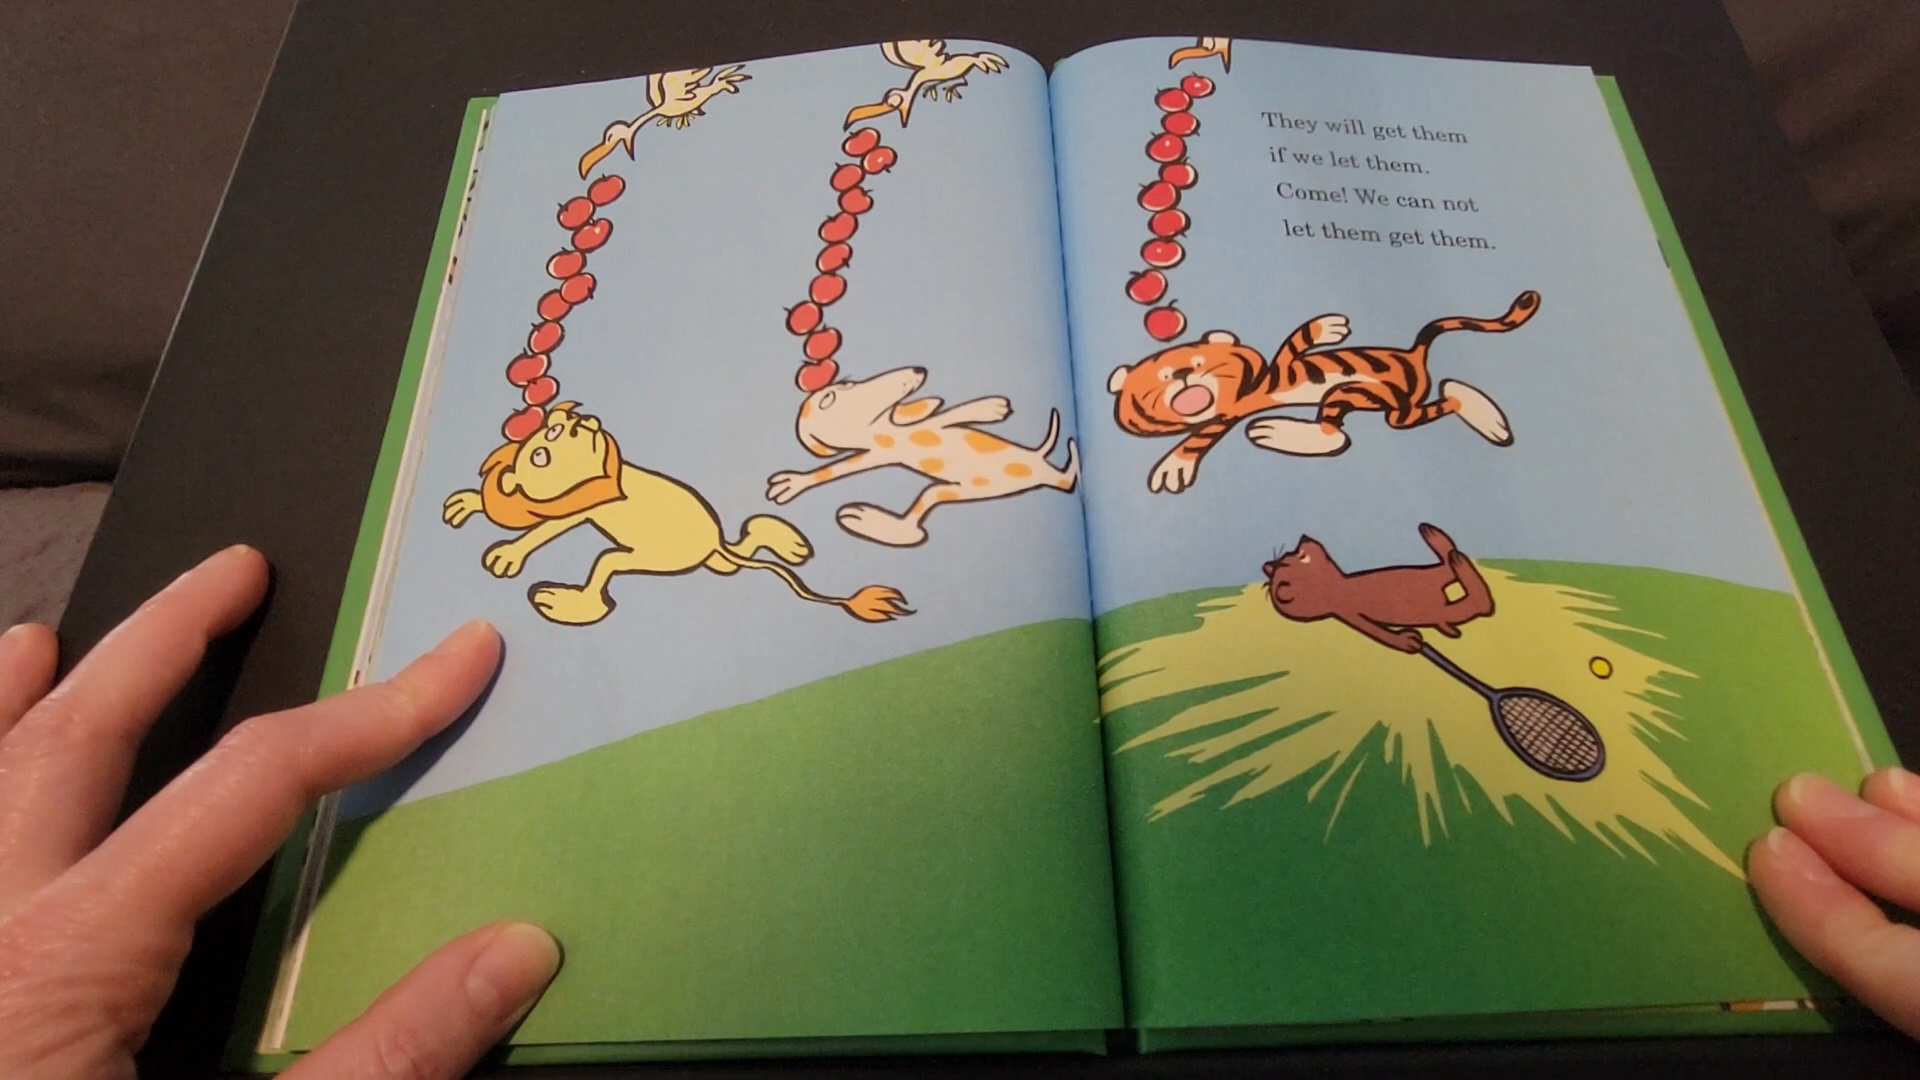 They will get them
if we let them.
Come! We can not
let them get them.